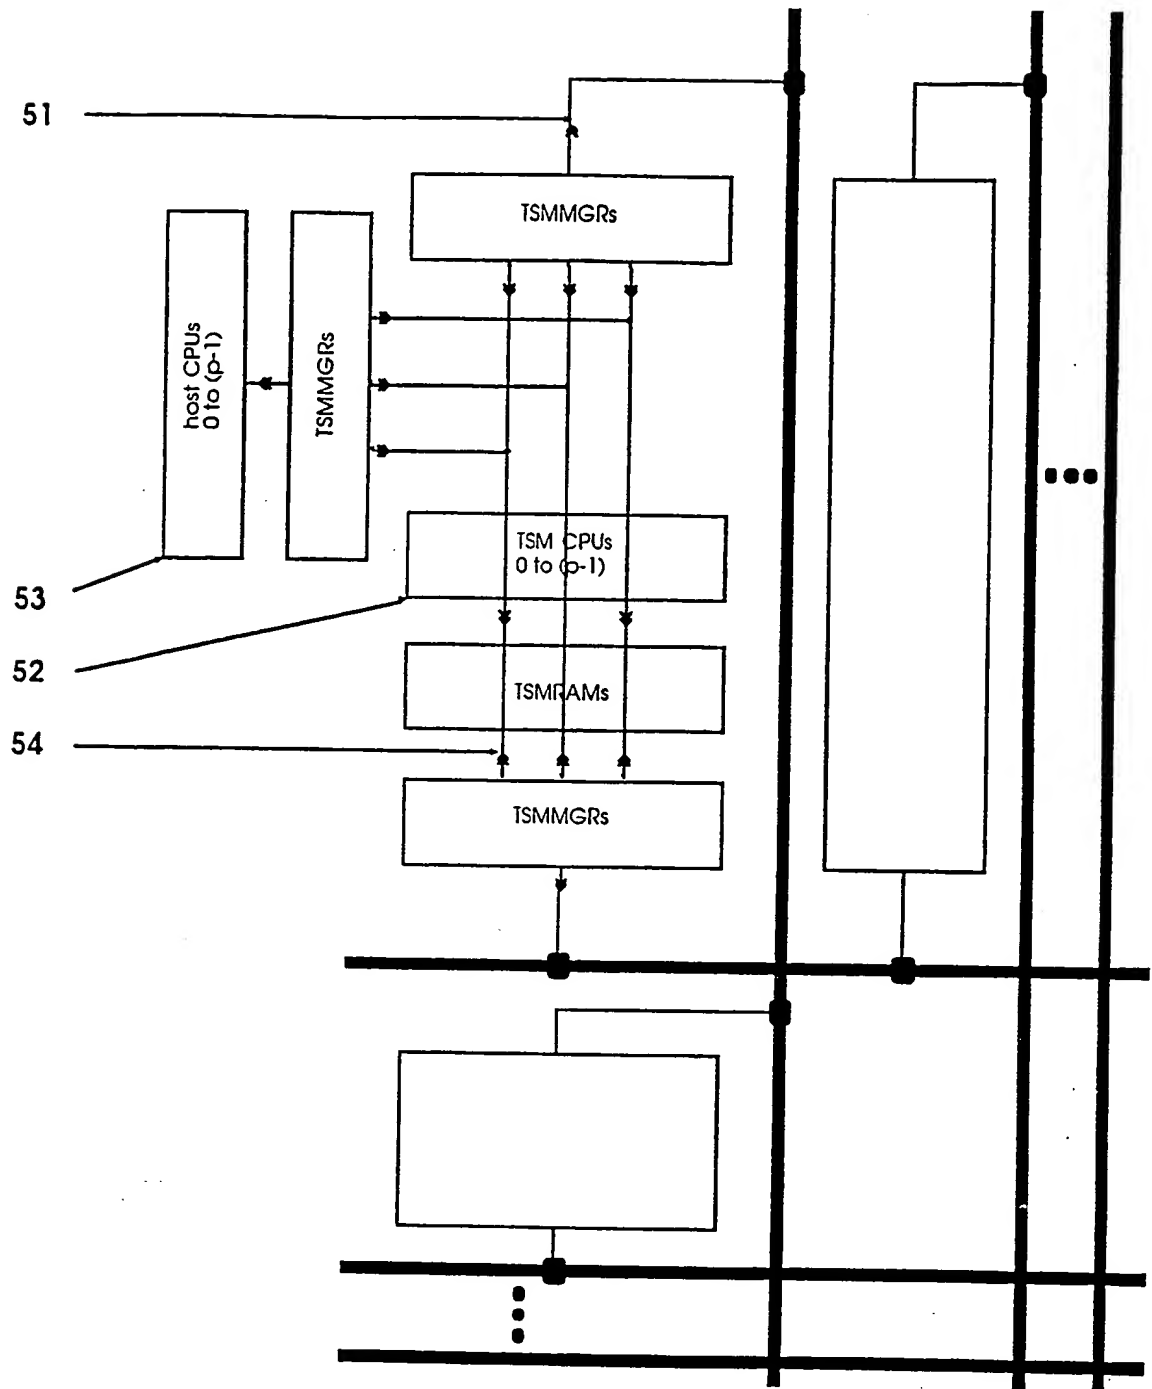 51
TSMMGRs
host CPUs
0 to (p-1)
TSMMGRs
TSM CPUs
0 to (p-1)
53
52
TSMRAMs
54
TSMMGRs